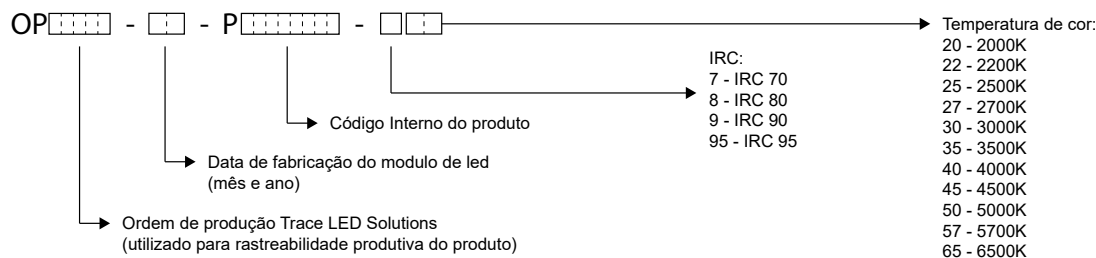 OP - - P -
Temperatura de cor:
20 - 2000K
22 - 2200K
25 - 2500K
27 - 2700K
30 - 3000K
35 - 3500K
40 - 4000K
45 - 4500K
50 - 5000K
57 - 5700K
65 - 6500K
IRC:
7 - IRC 70
8 - IRC 80
9 - IRC 90
95 - IRC 95
Código Interno do produto
Data de fabricação do modulo de led
(mês e ano)
Ordem de produção Trace LED Solutions
(utilizado para rastreabilidade produtiva do produto)